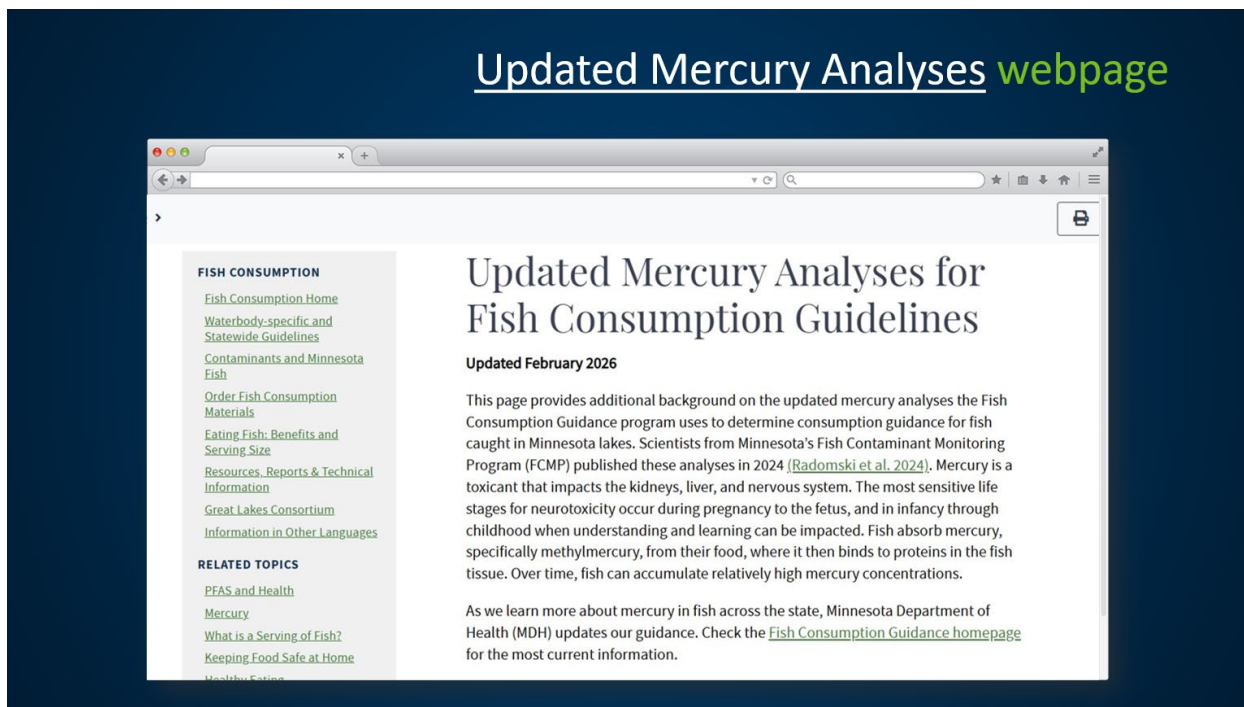 Updated Mercury Analyses webpage
FISH CONSUMPTION
Fish Consumption Home
Waterbody-specific and
Statewide Guidelines
Contaminants and Minnesota
Fish
Order Fish Consumption
Materials
Eating Fish: Benefits and
Serving Size
Resources, Reports & Technical
Information
Great Lakes Consortium
Information in Other Languages
RELATED TOPICS
PFAS and Health
Mercury
What is a Serving of Fish?
Keeping Food Safe at Home
Healthy Eating
Updated Mercury Analyses for
Fish Consumption Guidelines
Updated February 2026
This page provides additional background on the updated mercury analyses the Fish
Consumption Guidance program uses to determine consumption guidance for fish
caught in Minnesota lakes. Scientists from Minnesota’s Fish Contaminant Monitoring
Program (FCMP) published these analyses in 2024 (Radomski et al. 2024). Mercury is a
toxicant that impacts the kidneys, liver, and nervous system. The most sensitive life
stages for neurotoxicity occur during pregnancy to the fetus, and in infancy through
childhood when understanding and learning can be impacted. Fish absorb mercury,
specifically methylmercury, from their food, where it then binds to proteins in the fish
tissue. Over time, fish can accumulate relatively high mercury concentrations.
As we learn more about mercury in fish across the state, Minnesota Department of
Health (MDH) updates our guidance. Check the Fish Consumption Guidance homepage
for the most current information.